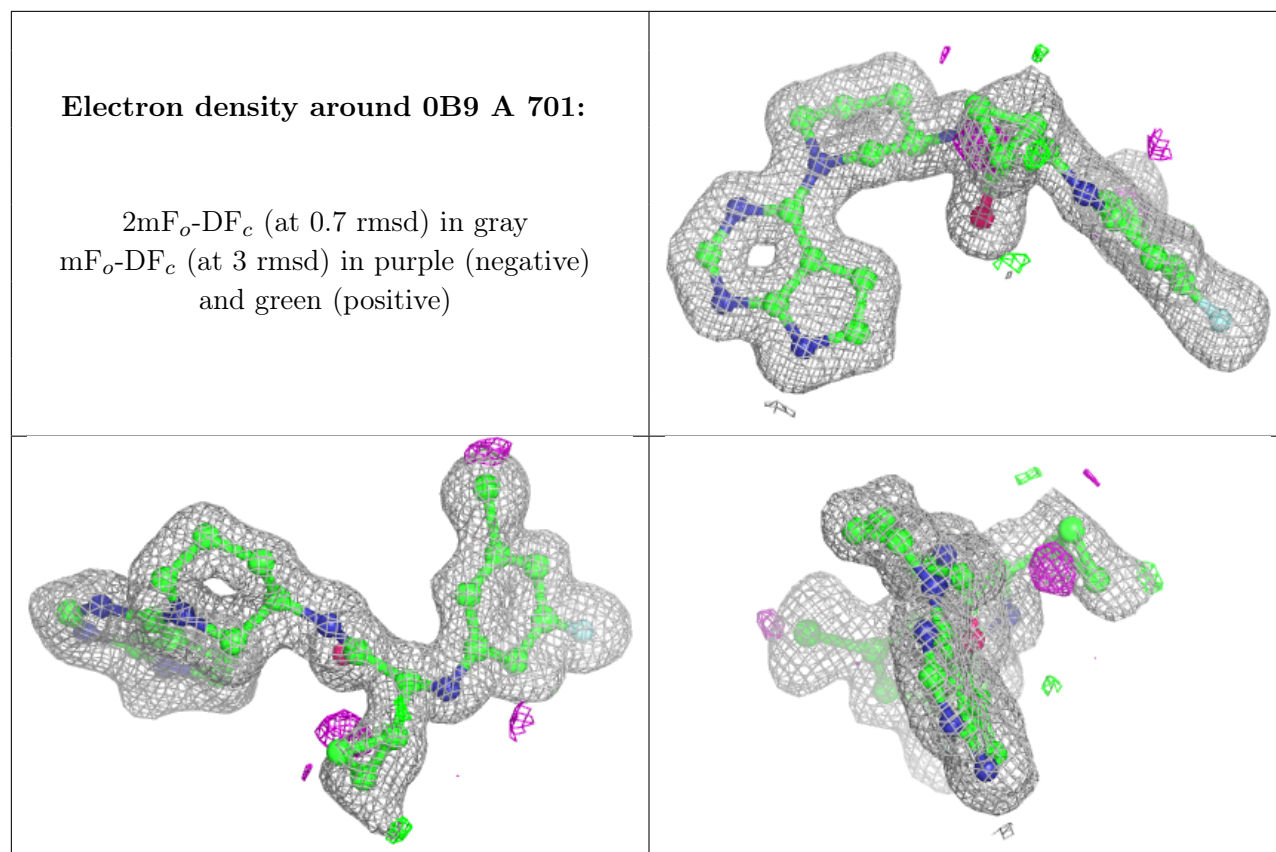 Electron density around 0B9 A 701:
2mFo-DFc (at 0.7 rmsd) in gray
mFo-DFc (at 3 rmsd) in purple (negative)
and green (positive)